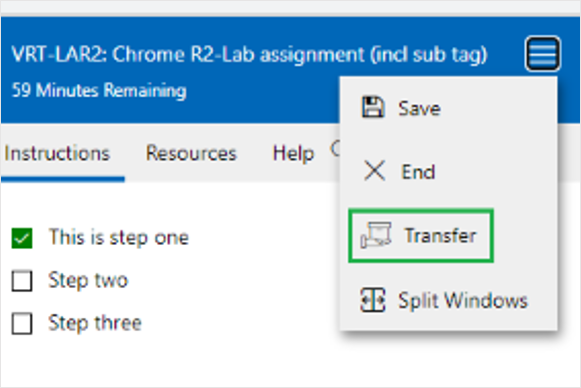 VRT-LAR2: Chrome R2-Lab assignment (incl sub tag)
59 Minutes Remaining
Save
End
Transfer
Split Windows
Instructions Resources Help
This is step one
Step two
Step three